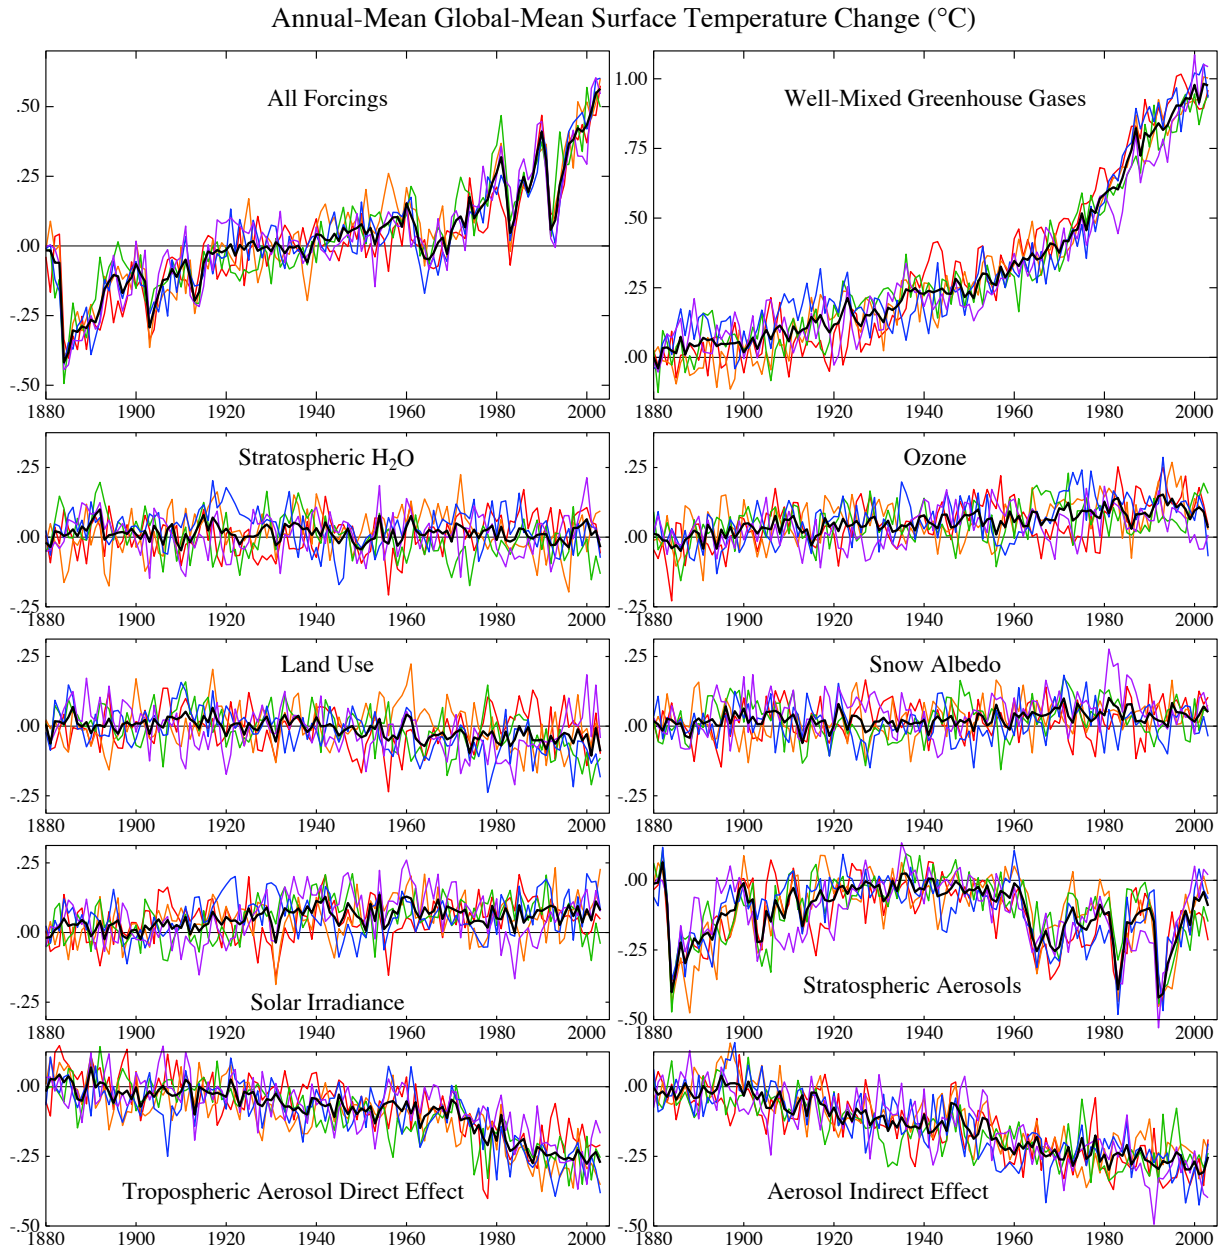 Annual-Mean Global-Mean Surface Temperature Change (°C)
All Forcings
.50
.25
.00
-.25
-.50
1880 1900 1920 1940 1960 1980 2000
Well-Mixed Greenhouse Gases
1.00
.75
.50
.25
.00
1880 1900 1920 1940 1960 1980 2000
Stratospheric H₂O
.25
.00
-.25
1880 1900 1920 1940 1960 1980 2000
Ozone
.25
.00
-.25
1880 1900 1920 1940 1960 1980 2000
Land Use
.25
.00
-.25
1880 1900 1920 1940 1960 1980 2000
Snow Albedo
.25
.00
-.25
1880 1900 1920 1940 1960 1980 2000
.25
.00
-.25
Solar Irradiance
1880 1900 1920 1940 1960 1980 2000
.00
-.25
Stratospheric Aerosols
-.50
1880 1900 1920 1940 1960 1980 2000
.00
-.25
Tropospheric Aerosol Direct Effect
-.50
1880 1900 1920 1940 1960 1980 2000
.00
-.25
Aerosol Indirect Effect
-.50
1880 1900 1920 1940 1960 1980 2000